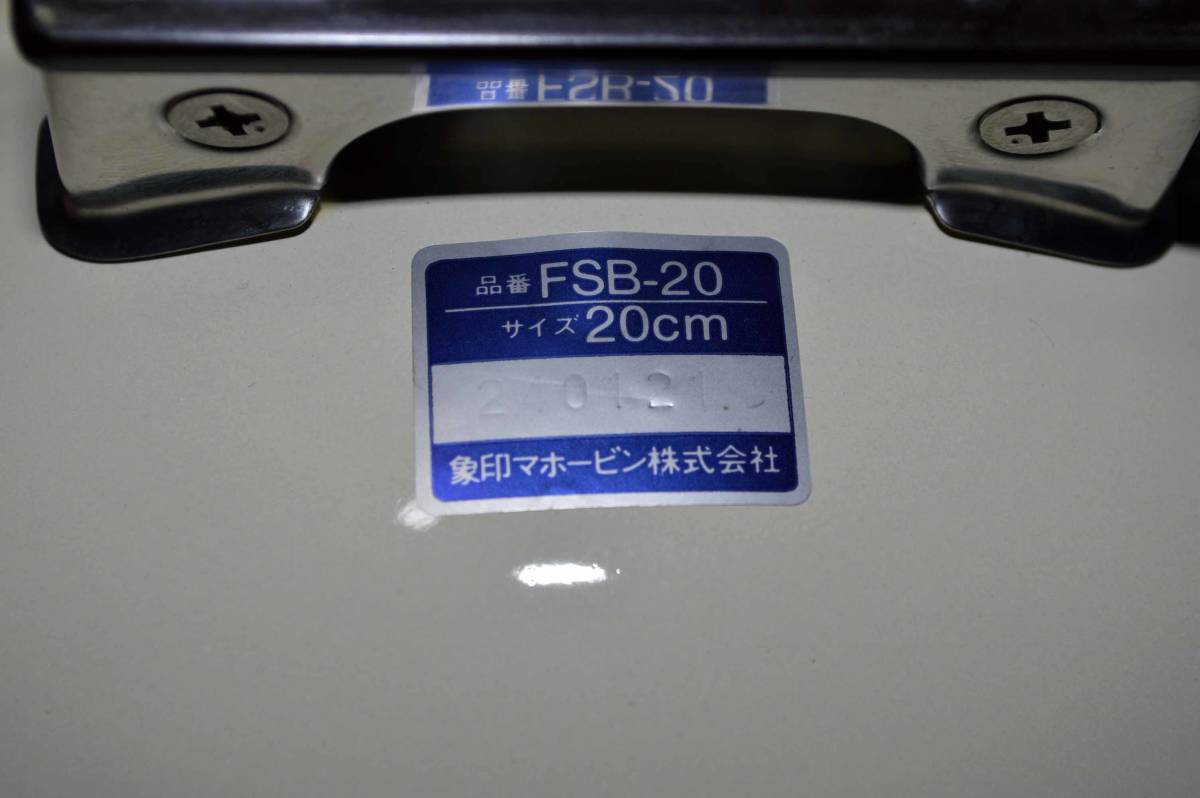 品番 FSB-20
サイズ 20cm
象印マホービン株式会社